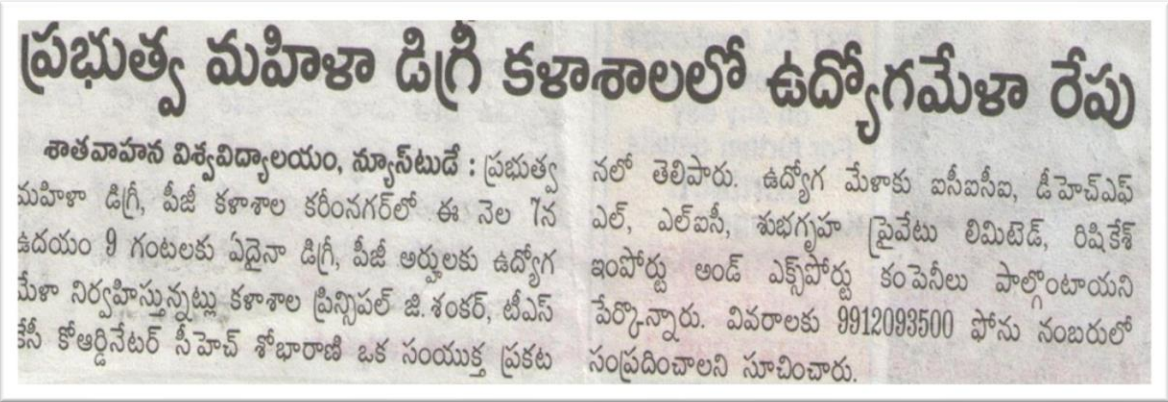 ప్రభుత్వ మహిళా డిగ్రీ కళాశాలలో ఉద్యోగమేళా రేపు
శాతవాహన విశ్వవిద్యాలయం, న్యూస్‌టుడే : ప్రభుత్వ
మహిళా డిగ్రీ, పీజీ కళాశాల కరీంనగర్‌లో ఈ నెల 7న
ఉదయం 9 గంటలకు ఏదైనా డిగ్రీ, పీజీ అర్హులకు ఉద్యోగ
మేళా నిర్వహిస్తున్నట్లు కళాశాల ప్రిన్సిపల్ జి.శంకర్, టీఎస్
కేసీ కోఆర్డినేటర్ సీహెచ్ శోభారాణి ఒక సంయుక్త ప్రకట
నలో తెలిపారు. ఉద్యోగ మేళాకు ఐసీఐసీఐ, డీహెచ్ఎఫ్
ఎల్, ఎల్ఐసీ, శుభగృహ ప్రైవేటు లిమిటెడ్, రిషికేశ్
ఇంపోర్టు అండ్ ఎక్స్‌పోర్టు కంపెనీలు పాల్గొంటాయని
పేర్కొన్నారు. వివరాలకు 9912093500 ఫోను నంబరులో
సంప్రదించాలని సూచించారు.